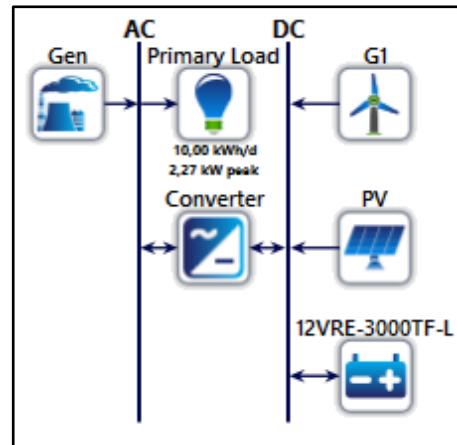 AC DC
Gen Primary Load G1
10,00 kWh/d
2,27 kW peak
Converter PV
12VRE-3000TF-L